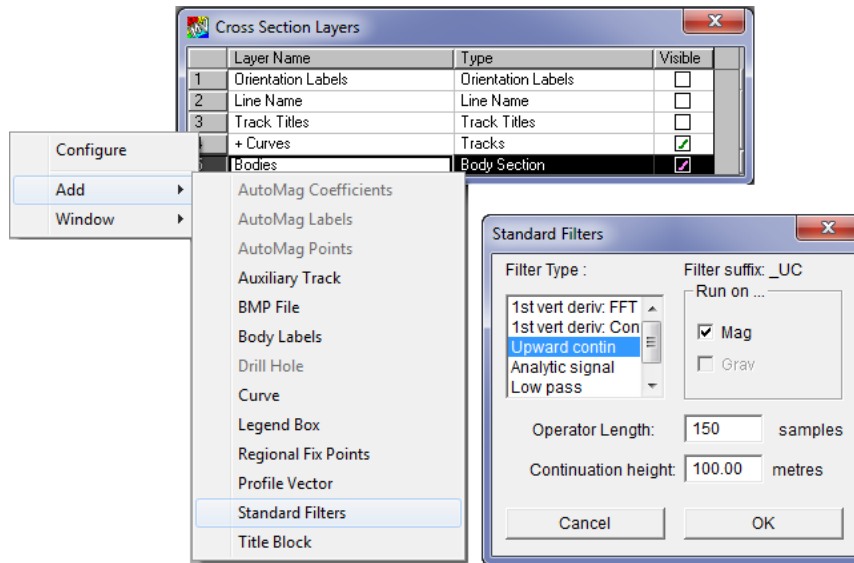 Cross Section Layers
Layer Name Type Visible
1 Orientation Labels Orientation Labels
2 Line Name Line Name
3 Track Titles Track Titles
+ Curves Tracks
Bodies Body Section
Configure
Add
Window
AutoMag Coefficients
AutoMag Labels
AutoMag Points
Auxiliary Track
BMP File
Body Labels
Drill Hole
Curve
Legend Box
Regional Fix Points
Profile Vector
Standard Filters
Title Block
Standard Filters
Filter Type : Filter suffix: _UC
Run on ...
1st vert deriv: FFT
1st vert deriv: Con
Upward contin
Analytic signal
Low pass
Mag
Grav
Operator Length: 150 samples
Continuation height: 100.00 metres
Cancel OK